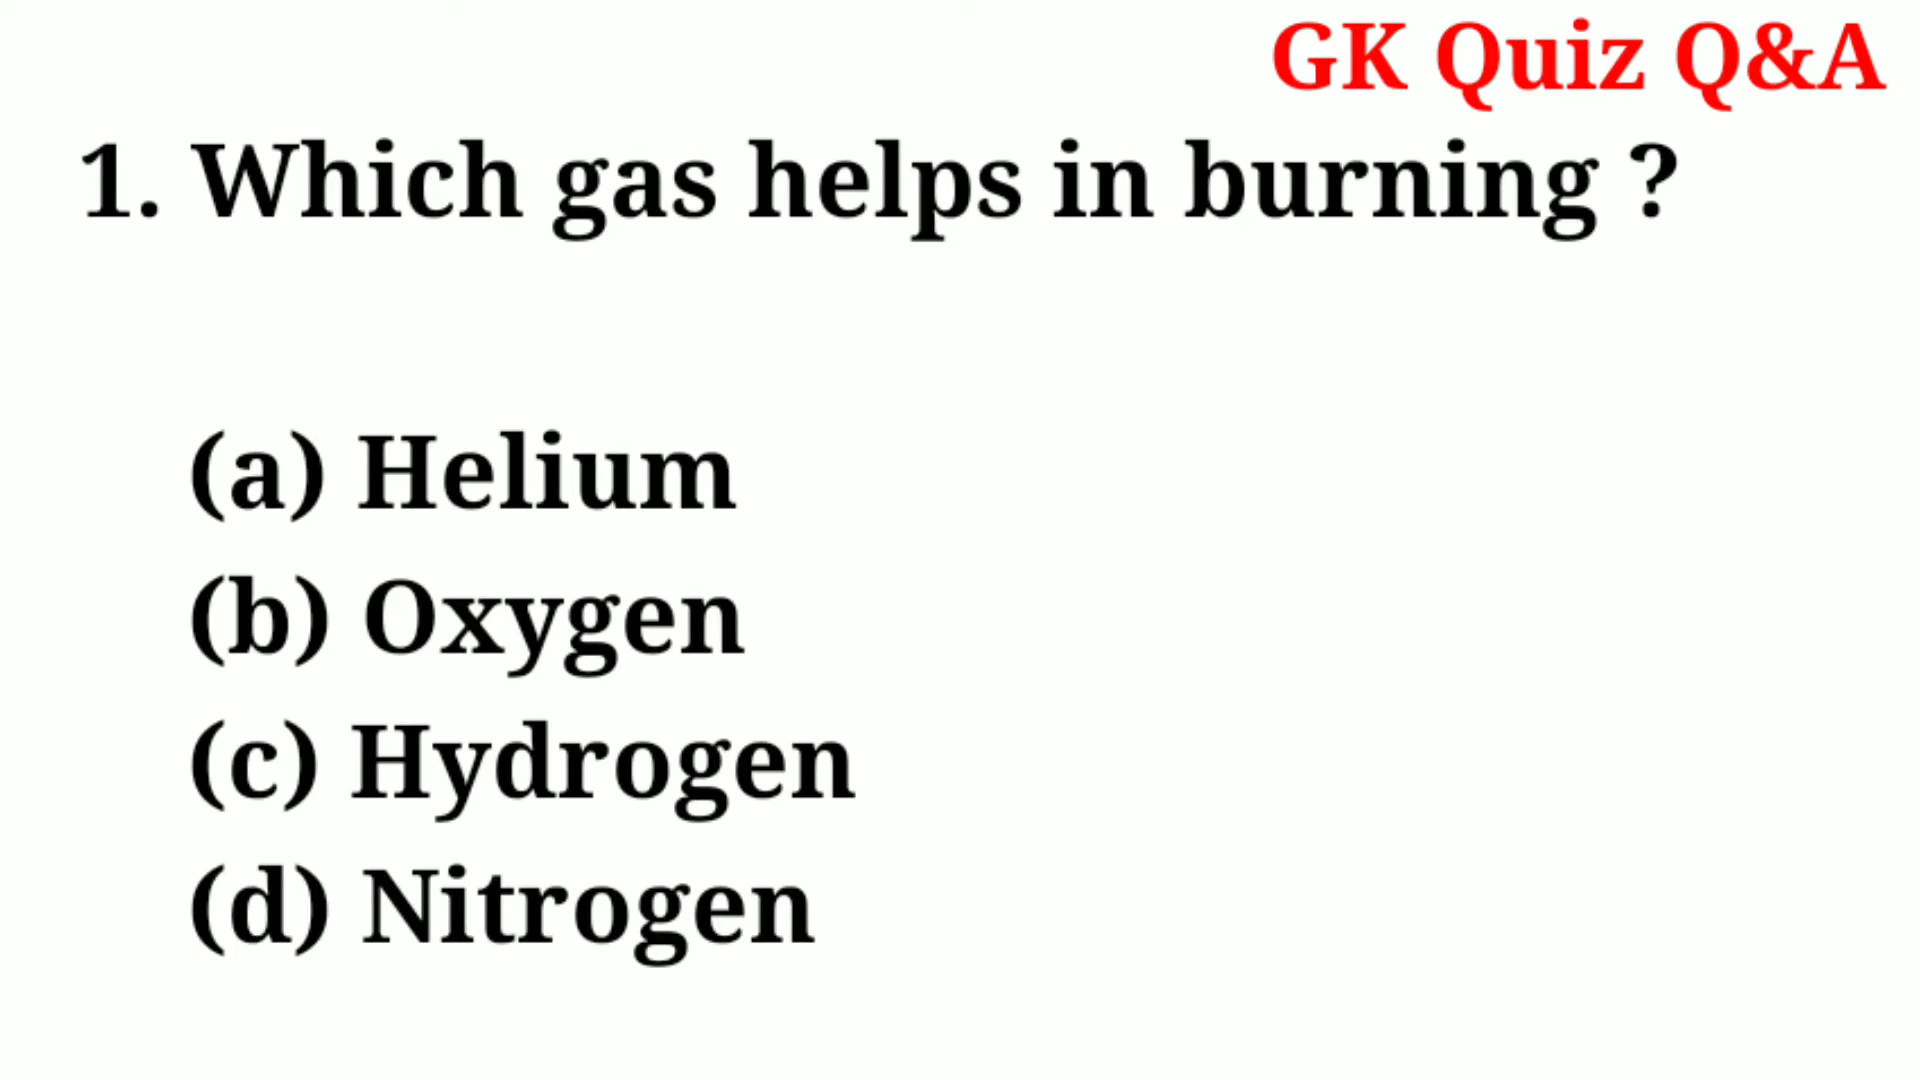 GK Quiz Q&A
1. Which gas helps in burning ?
(a) Helium
(b) Oxygen
(c) Hydrogen
(d) Nitrogen